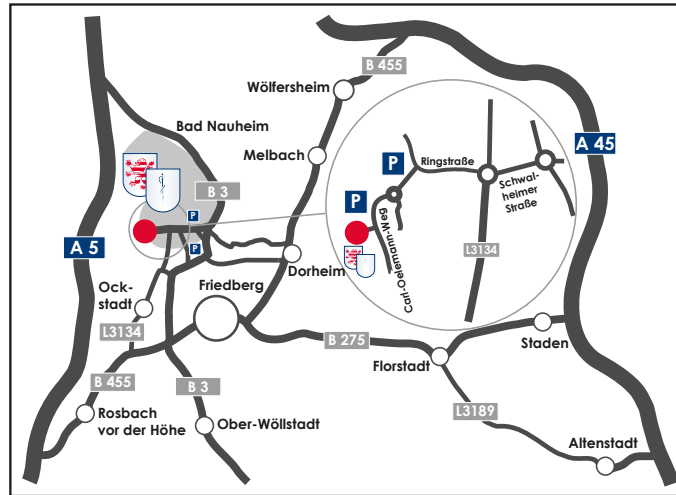 B 455
Wölfersheim
Bad Nauheim
A 45
Melbach
P
Ringstraße
Schwal-
heimer
Straße
B 3
P
P
P
Carl-Oelemann-Weg
A 5
L3134
Dorheim
Ock-
stadt
Friedberg
L3134
B 275
Staden
Florstadt
B 455
B 3
L3189
Rosbach
vor der Höhe
Ober-Wöllstadt
Altenstadt